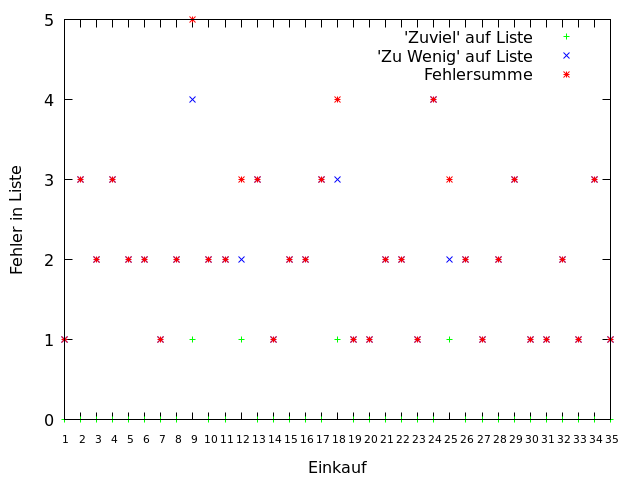 5
'Zuviel' auf Liste
'Zu Wenig' auf Liste
Fehlersumme
4
3
Fehler in Liste
2
1
0
1 2 3 4 5 6 7 8 9 10 11 12 13 14 15 16 17 18 19 20 21 22 23 24 25 26 27 28 29 30 31 32 33 34 35
Einkauf